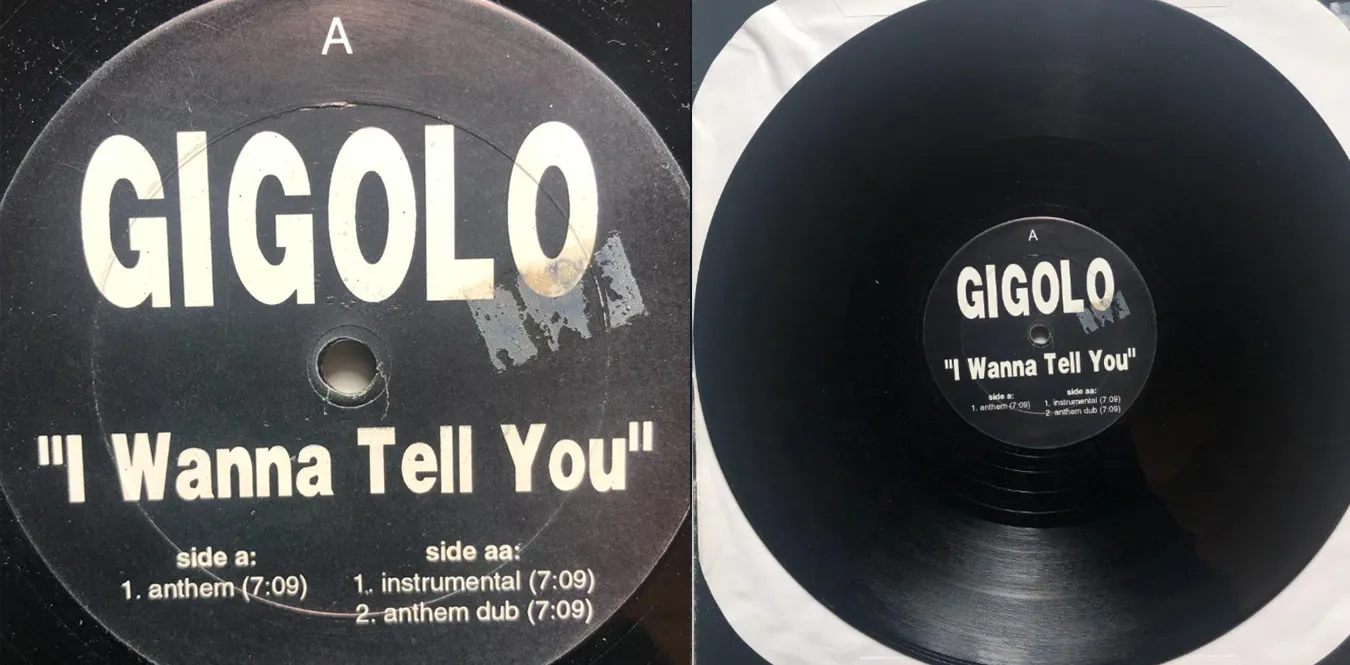 A
GIGOLO
"I Wanna Tell You"
side a:
1. anthem (7:09)
side aa:
1. instrumental (7:09)
2. anthem dub (7:09)
A
GIGOLO
"I Wanna Tell You"
side a:
1. anthem (7:09)
side aa:
1. instrumental (7:09)
2. anthem dub (7:09)